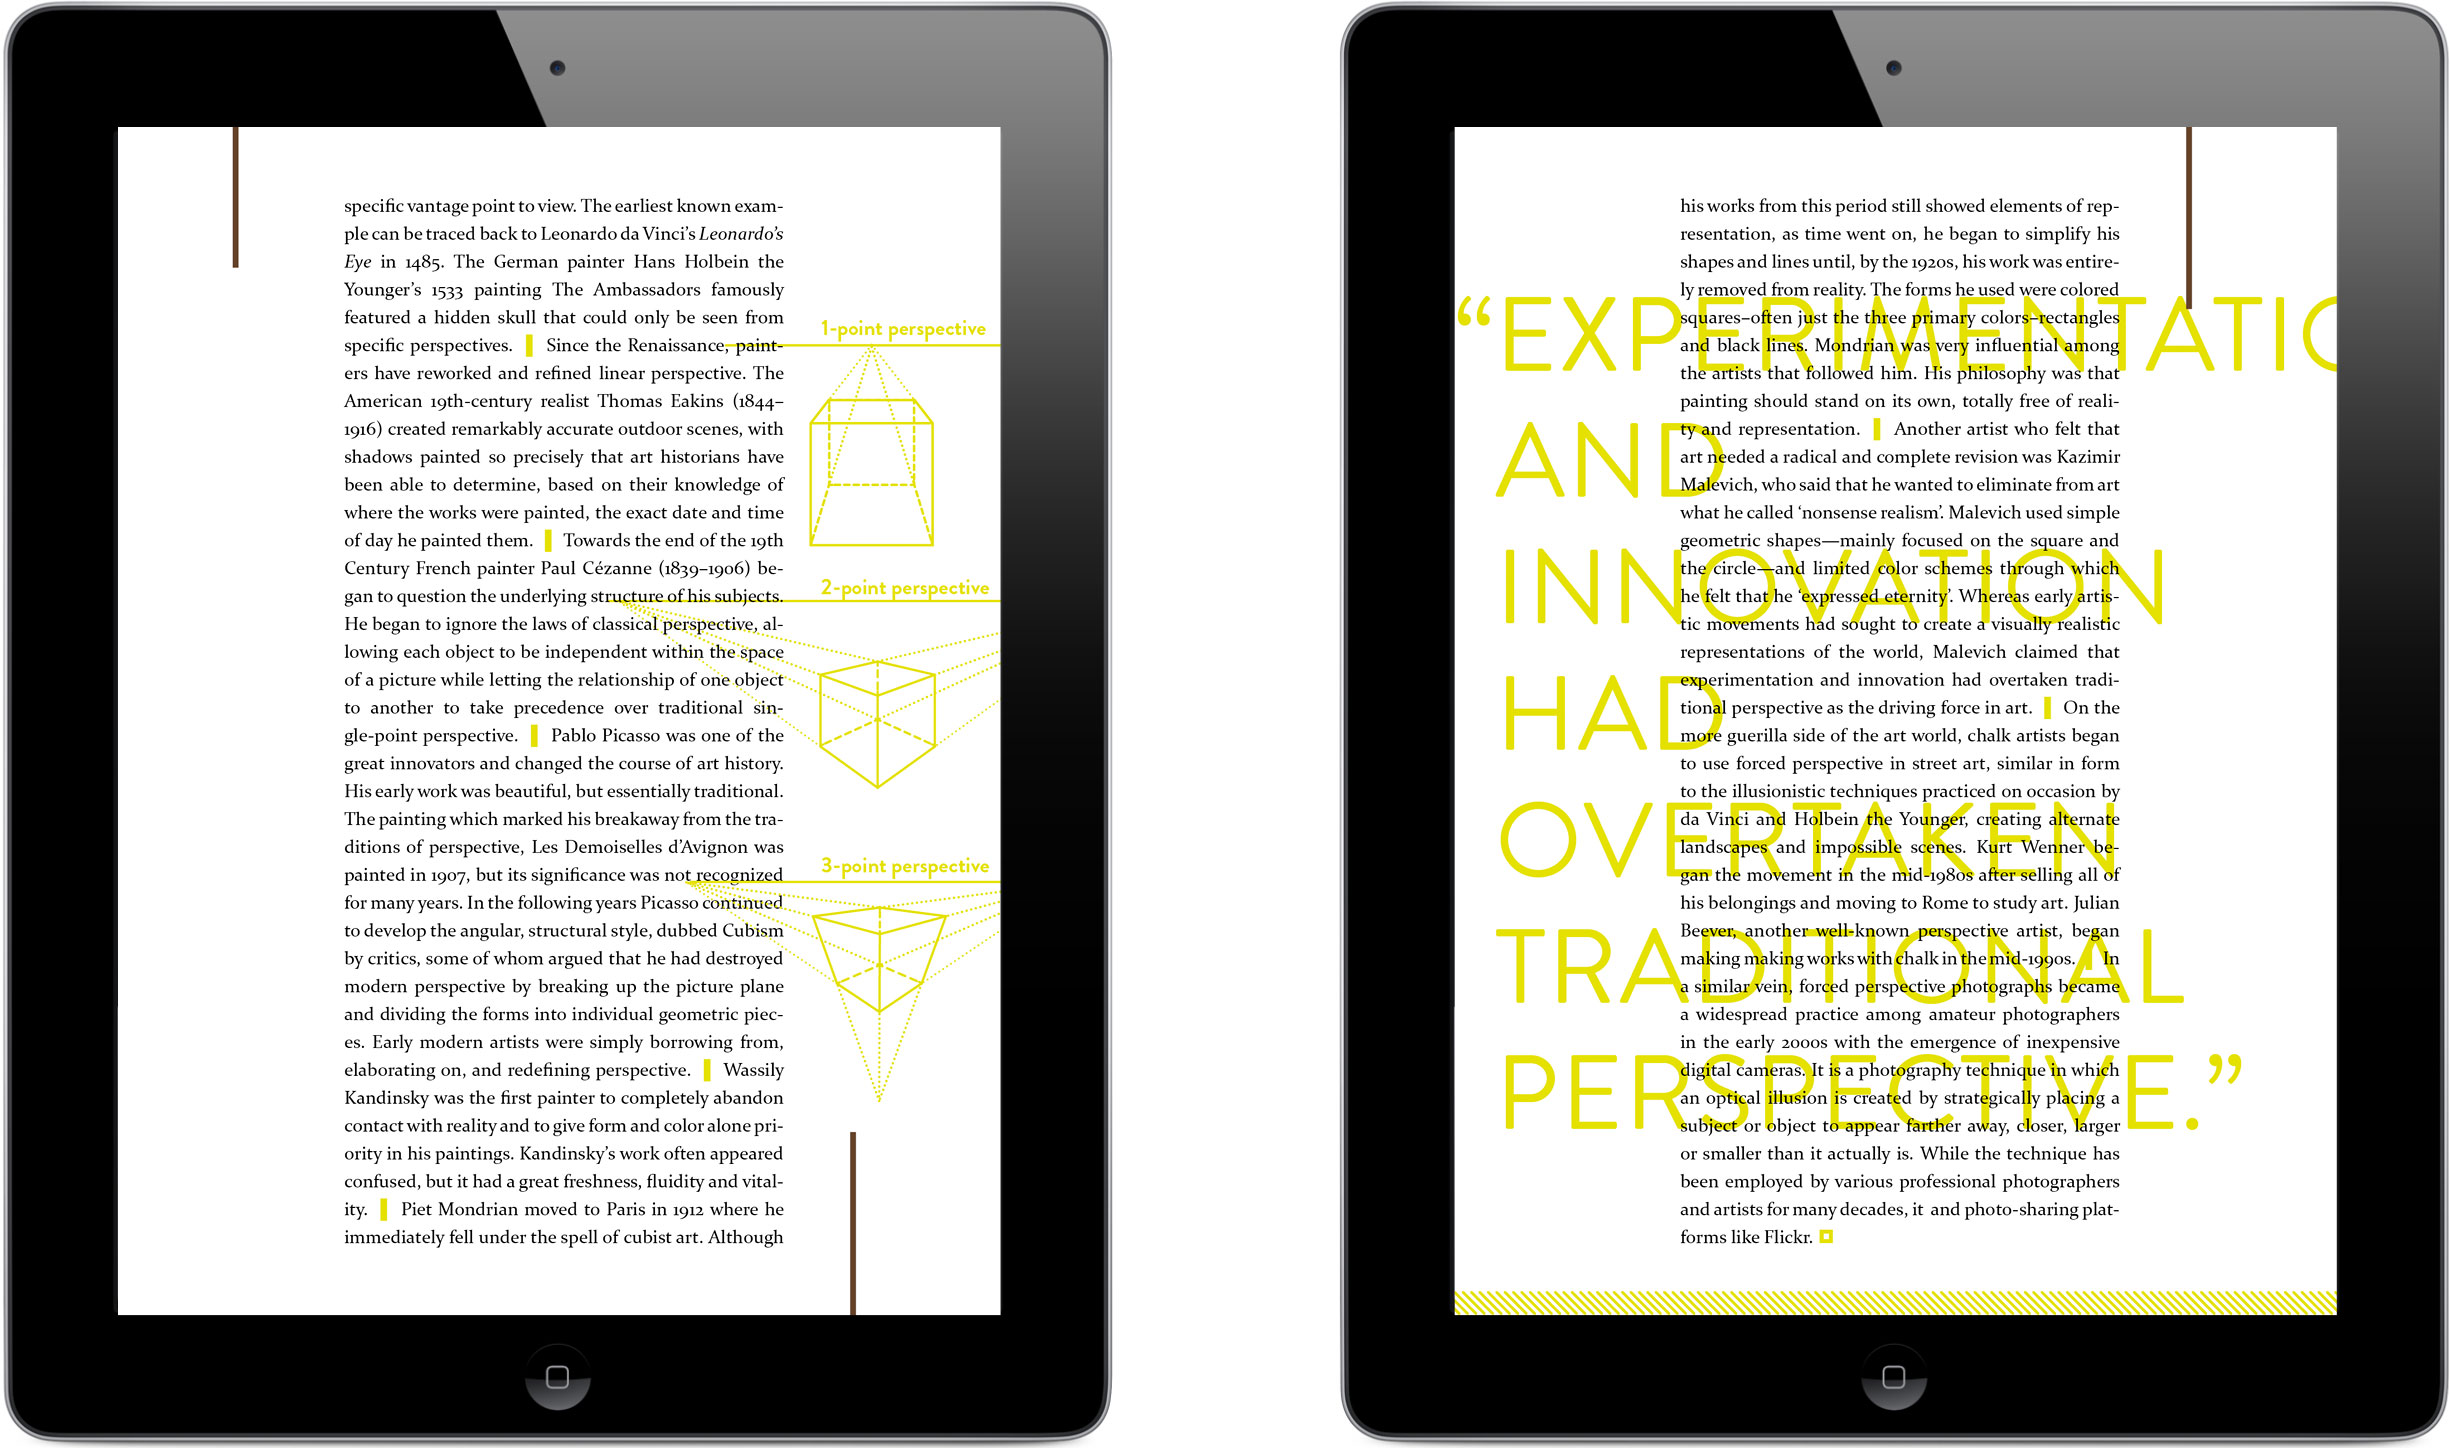 specific vantage point to view. The earliest known exam-
ple can be traced back to Leonardo da Vinci’s Leonardo’s
Eye in 1485. The German painter Hans Holbein the
Younger’s 1533 painting The Ambassadors famously
featured a hidden skull that could only be seen from
specific perspectives. Since the Renaissance, paint-
ers have reworked and refined linear perspective. The
American 19th-century realist Thomas Eakins (1844–
1916) created remarkably accurate outdoor scenes, with
shadows painted so precisely that art historians have
been able to determine, based on their knowledge of
where the works were painted, the exact date and time
of day he painted them. Towards the end of the 19th
Century French painter Paul Cézanne (1839–1906) be-
gan to question the underlying structure of his subjects.
He began to ignore the laws of classical perspective, al-
lowing each object to be independent within the space
of a picture while letting the relationship of one object
to another to take precedence over traditional sin-
gle-point perspective. Pablo Picasso was one of the
great innovators and changed the course of art history.
His early work was beautiful, but essentially traditional.
The painting which marked his breakaway from the tra-
ditions of perspective, Les Demoiselles d’Avignon was
painted in 1907, but its significance was not recognized
for many years. In the following years Picasso continued
to develop the angular, structural style, dubbed Cubism
by critics, some of whom argued that he had destroyed
modern perspective by breaking up the picture plane
and dividing the forms into individual geometric piec-
es. Early modern artists were simply borrowing from,
elaborating on, and redefining perspective. Wassily
Kandinsky was the first painter to completely abandon
contact with reality and to give form and color alone pri-
ority in his paintings. Kandinsky’s work often appeared
confused, but it had a great freshness, fluidity and vital-
ity. Piet Mondrian moved to Paris in 1912 where he
immediately fell under the spell of cubist art. Although
1-point perspective
2-point perspective
3-point perspective
his works from this period still showed elements of rep-
resentation, as time went on, he began to simplify his
shapes and lines until, by the 1920s, his work was entire-
ly removed from reality. The forms he used were colored
squares–often just the three primary colors–rectangles
and black lines. Mondrian was very influential among
the artists that followed him. His philosophy was that
painting should stand on its own, totally free of reali-
ty and representation. Another artist who felt that
art needed a radical and complete revision was Kazimir
Malevich, who said that he wanted to eliminate from art
what he called ‘nonsense realism’. Malevich used simple
geometric shapes—mainly focused on the square and
the circle—and limited color schemes through which
he felt that he ‘expressed eternity’. Whereas early artis-
tic movements had sought to create a visually realistic
representations of the world, Malevich claimed that
experimentation and innovation had overtaken tradi-
tional perspective as the driving force in art. On the
more guerilla side of the art world, chalk artists began
to use forced perspective in street art, similar in form
to the illusionistic techniques practiced on occasion by
da Vinci and Holbein the Younger, creating alternate
landscapes and impossible scenes. Kurt Wenner be-
gan the movement in the mid-1980s after selling all of
his belongings and moving to Rome to study art. Julian
Beever, another well-known perspective artist, began
making making works with chalk in the mid-1990s. In
a similar vein, forced perspective photographs became
a widespread practice among amateur photographers
in the early 2000s with the emergence of inexpensive
digital cameras. It is a photography technique in which
an optical illusion is created by strategically placing a
subject or object to appear farther away, closer, larger
or smaller than it actually is. While the technique has
been employed by various professional photographers
and artists for many decades, it and photo-sharing plat-
forms like Flickr.
“EXPERIMENTATIO
AND
INNOVATION
HAD
OVERTAKEN
TRADITIONAL
PERSPECTIVE.”